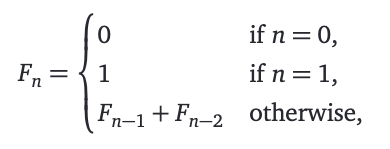 0 if n = 0,
F_n = { 1 if n = 1,
F_{n−1} + F_{n−2} otherwise,